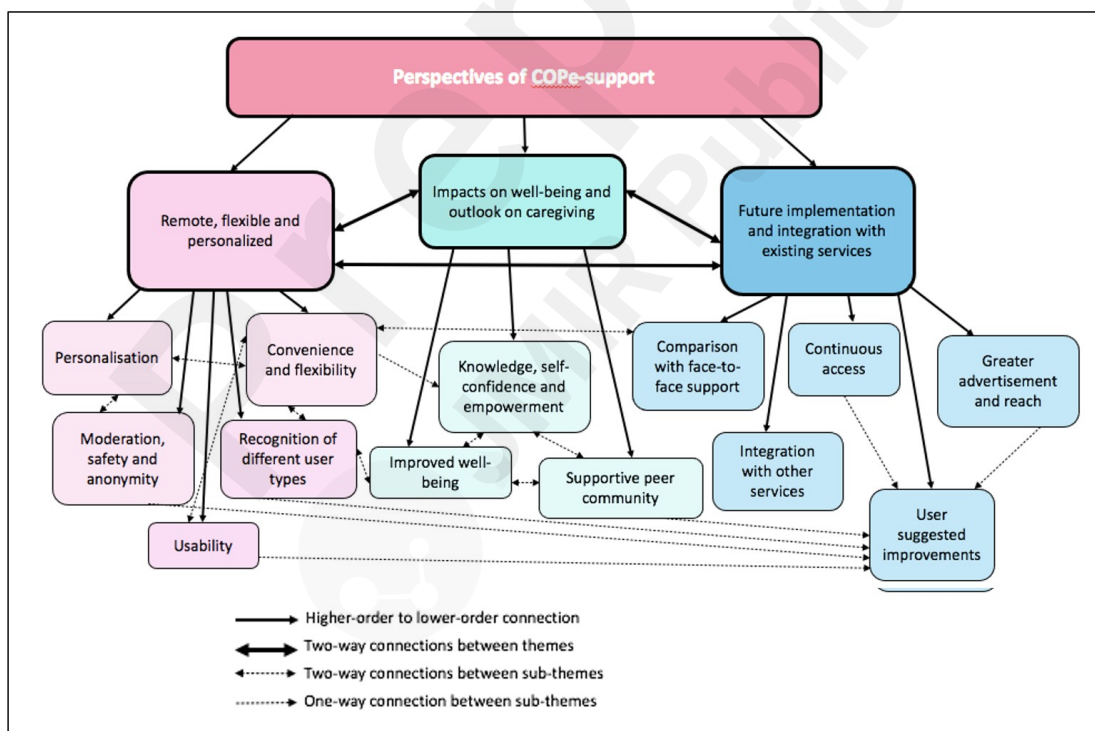 Perspectives of COPe-support
Remote, flexible and
personalized
Impacts on well-being and
outlook on caregiving
Future implementation
and integration with
existing services
Personalisation
Convenience
and flexibility
Moderation,
safety and
anonymity
Recognition of
different user
types
Usability
Knowledge, self-
confidence and
empowerment
Improved well-
being
Supportive peer
community
Comparison
with face-to-
face support
Continuous
access
Greater
advertisement
and reach
Integration
with other
services
User
suggested
improvements
Higher-order to lower-order connection
Two-way connections between themes
Two-way connections between sub-themes
One-way connection between sub-themes
Prep
JMIR Public